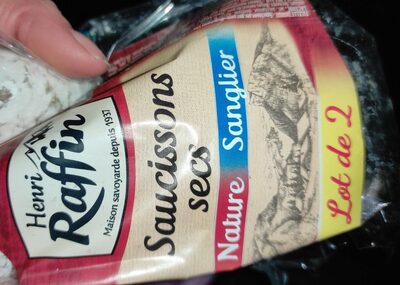 Henri
Raffin
Maison savoyarde depuis 1937
Saucissons
secs
Nature Sanglier
Lot de 2